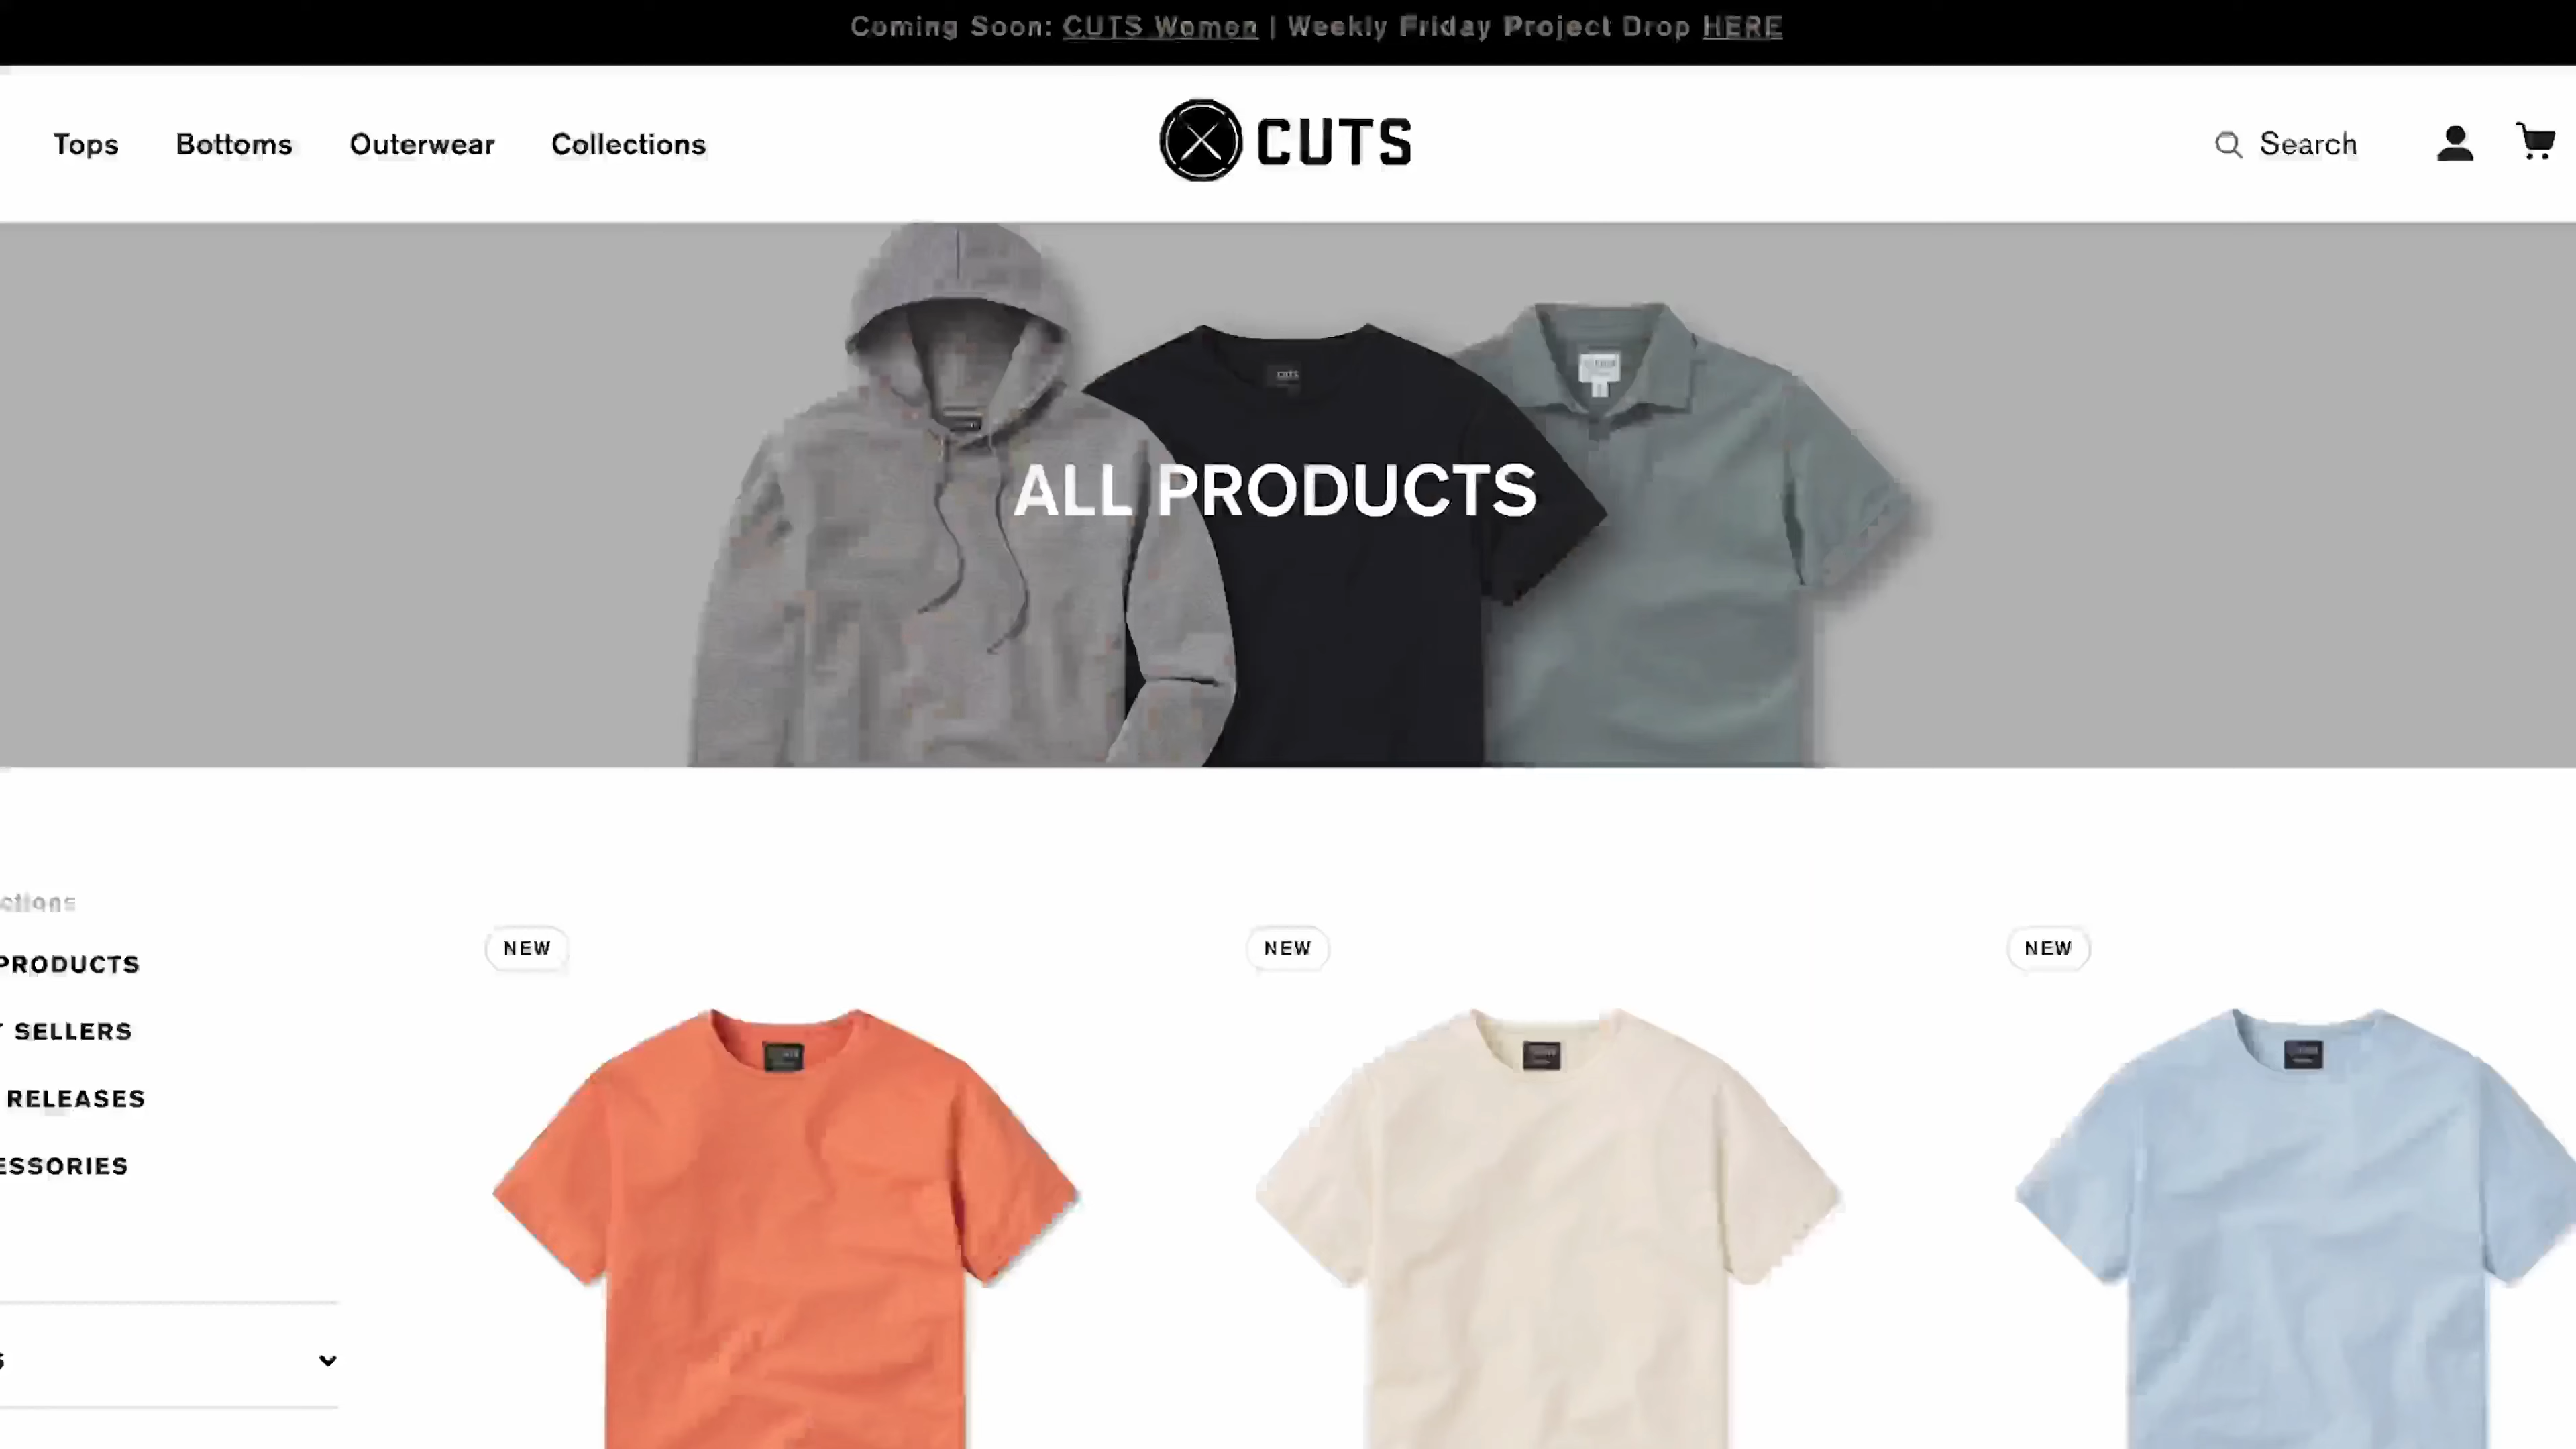 Coming Soon: CUTS Women | Weekly Friday Project Drop HERE
Tops Bottoms Outerwear Collections
CUTS
Search
ALL PRODUCTS
ctions
PRODUCTS
SELLERS
RELEASES
ESSORIES
NEW
NEW
NEW